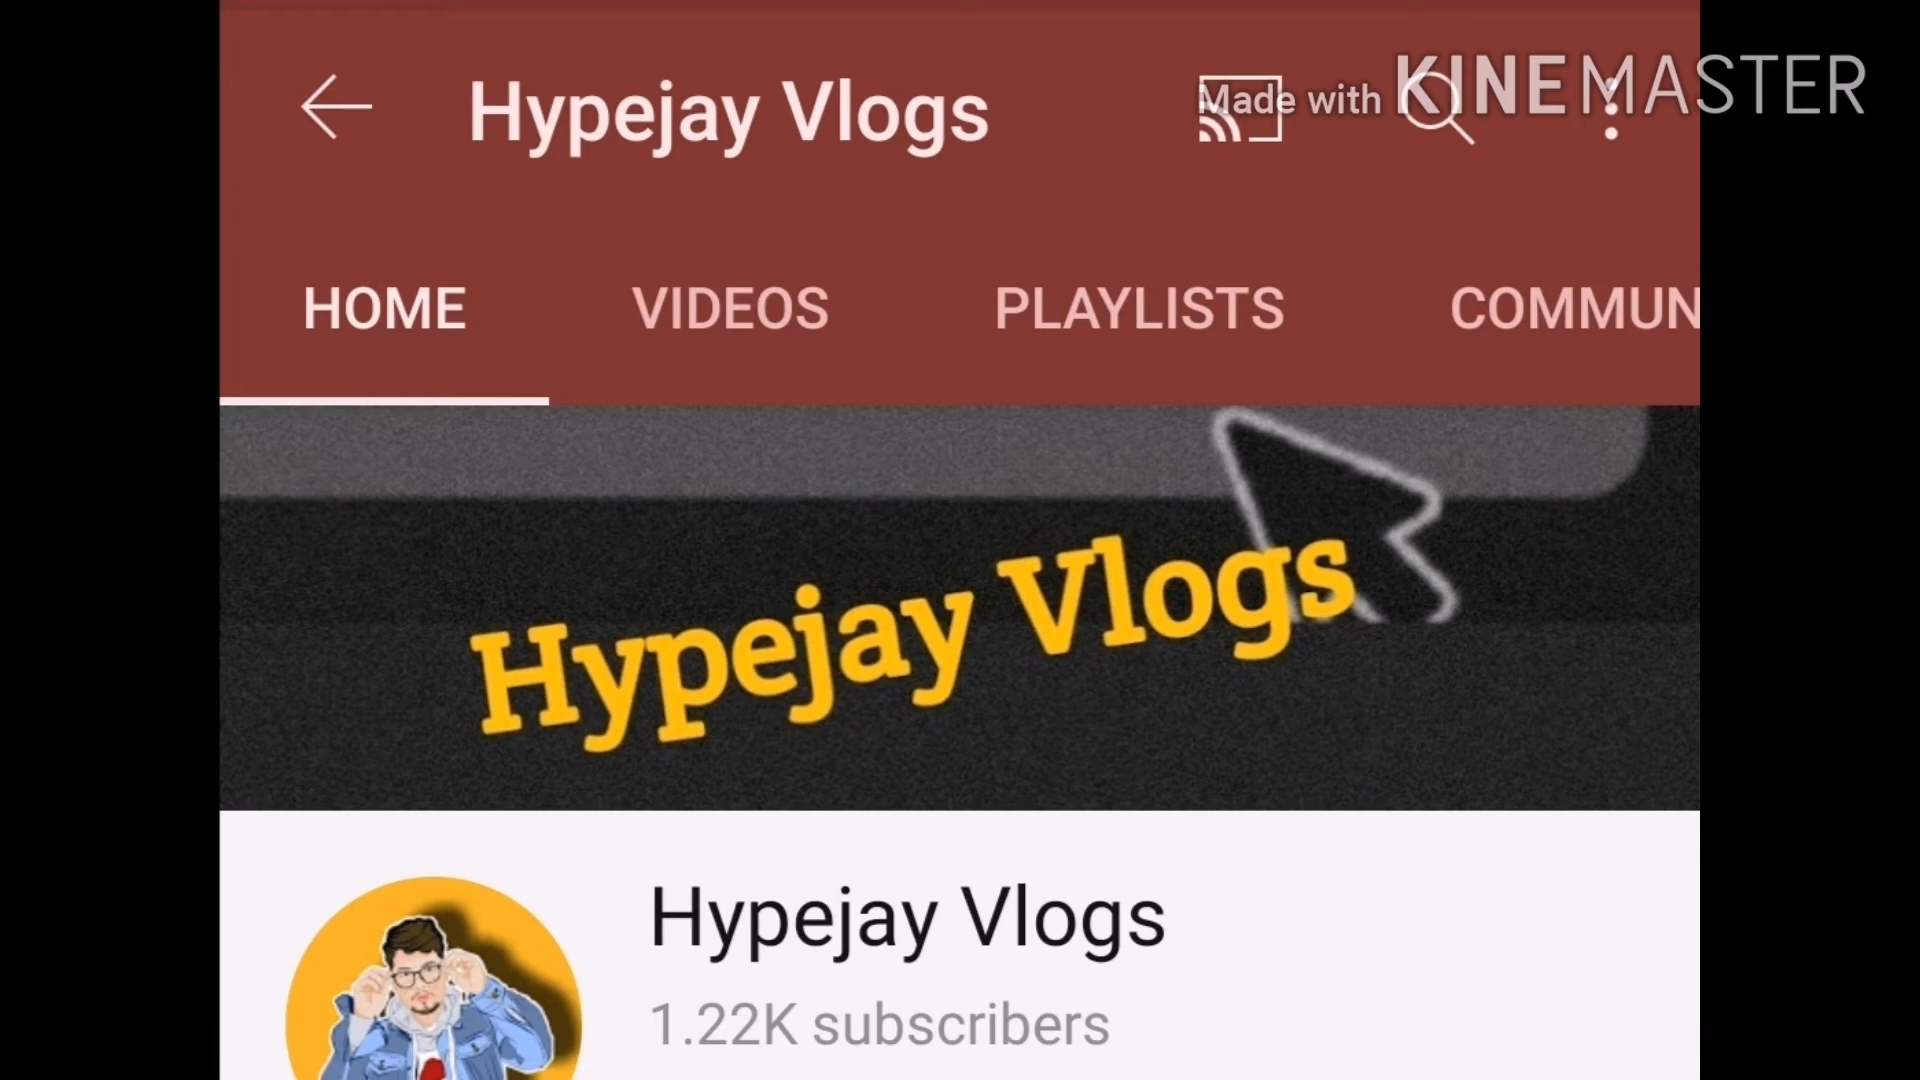 Hypejay Vlogs
Made with KINEMASTER
HOME VIDEOS PLAYLISTS COMMUN
Hypejay Vlogs
Hypejay Vlogs
1.22K subscribers